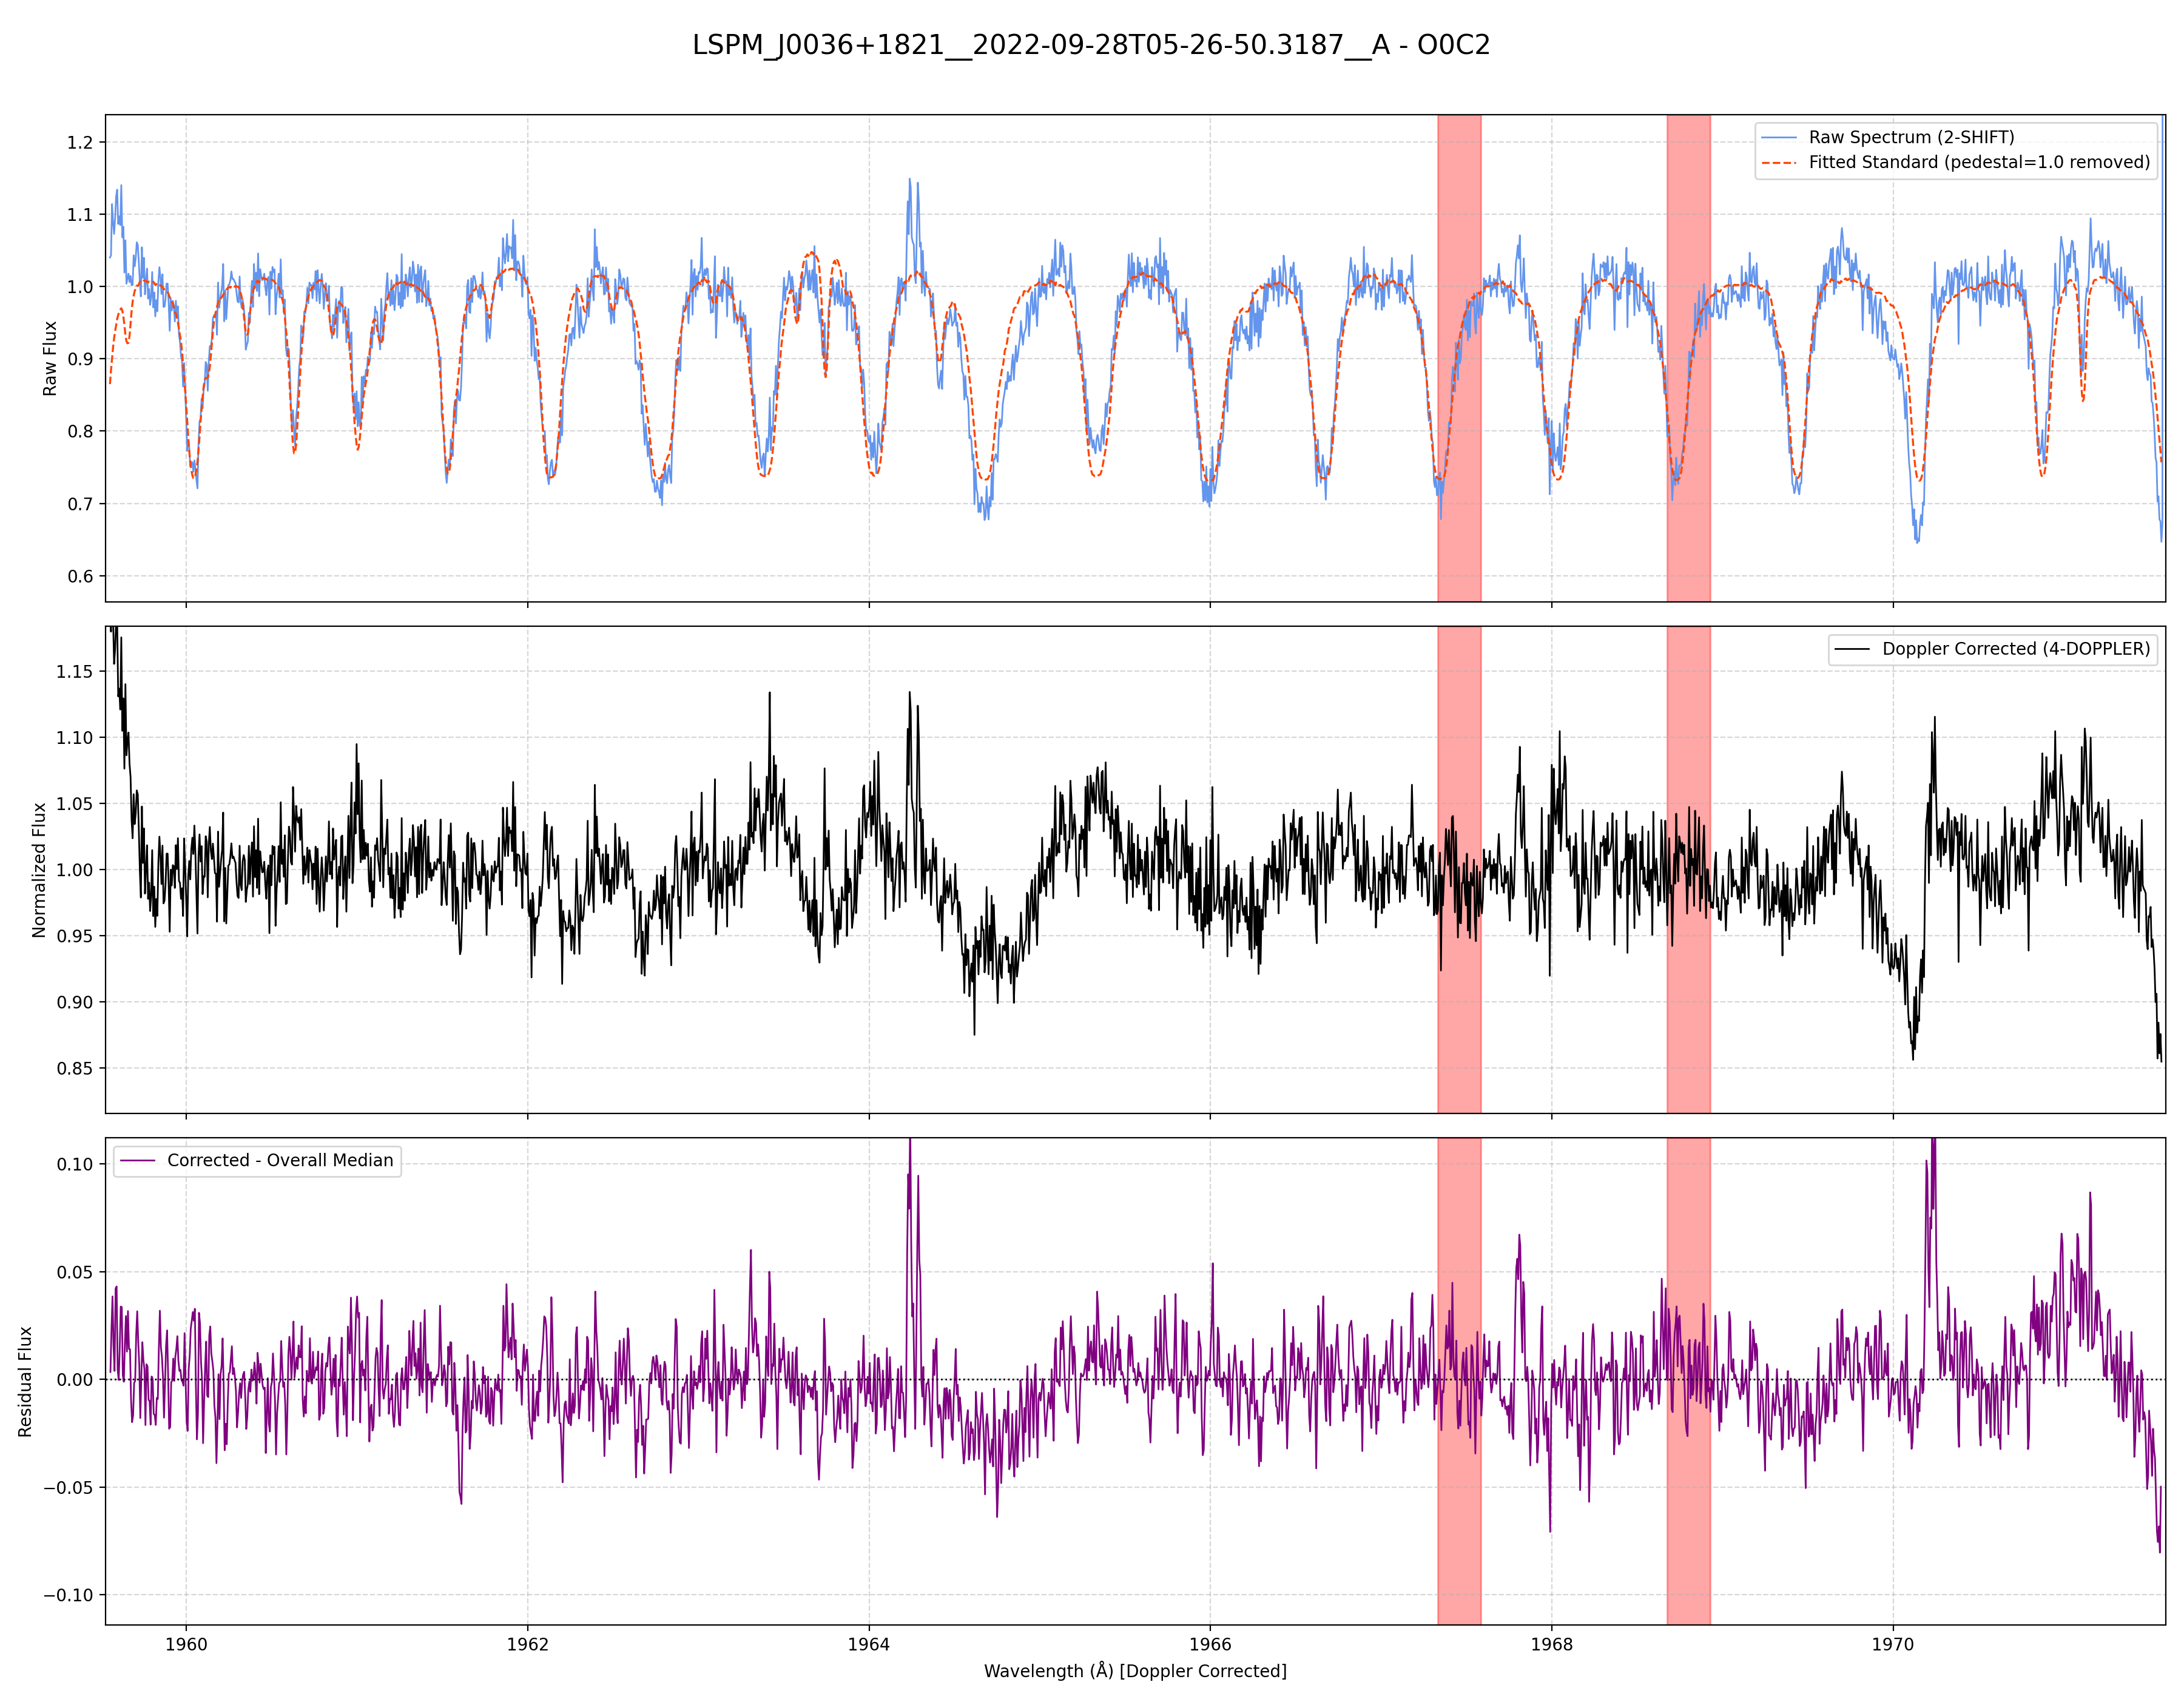 LSPM_J0036+1821__2022-09-28T05-26-50.3187__A - O0C2
Raw Flux
1.2
1.1
1.0
0.9
0.8
0.7
0.6
Raw Spectrum (2-SHIFT)
Fitted Standard (pedestal=1.0 removed)
Normalized Flux
1.15
1.10
1.05
1.00
0.95
0.90
0.85
Doppler Corrected (4-DOPPLER)
Residual Flux
0.10
0.05
0.00
−0.05
−0.10
Corrected - Overall Median
1960 1962 1964 1966 1968 1970
Wavelength (Å) [Doppler Corrected]